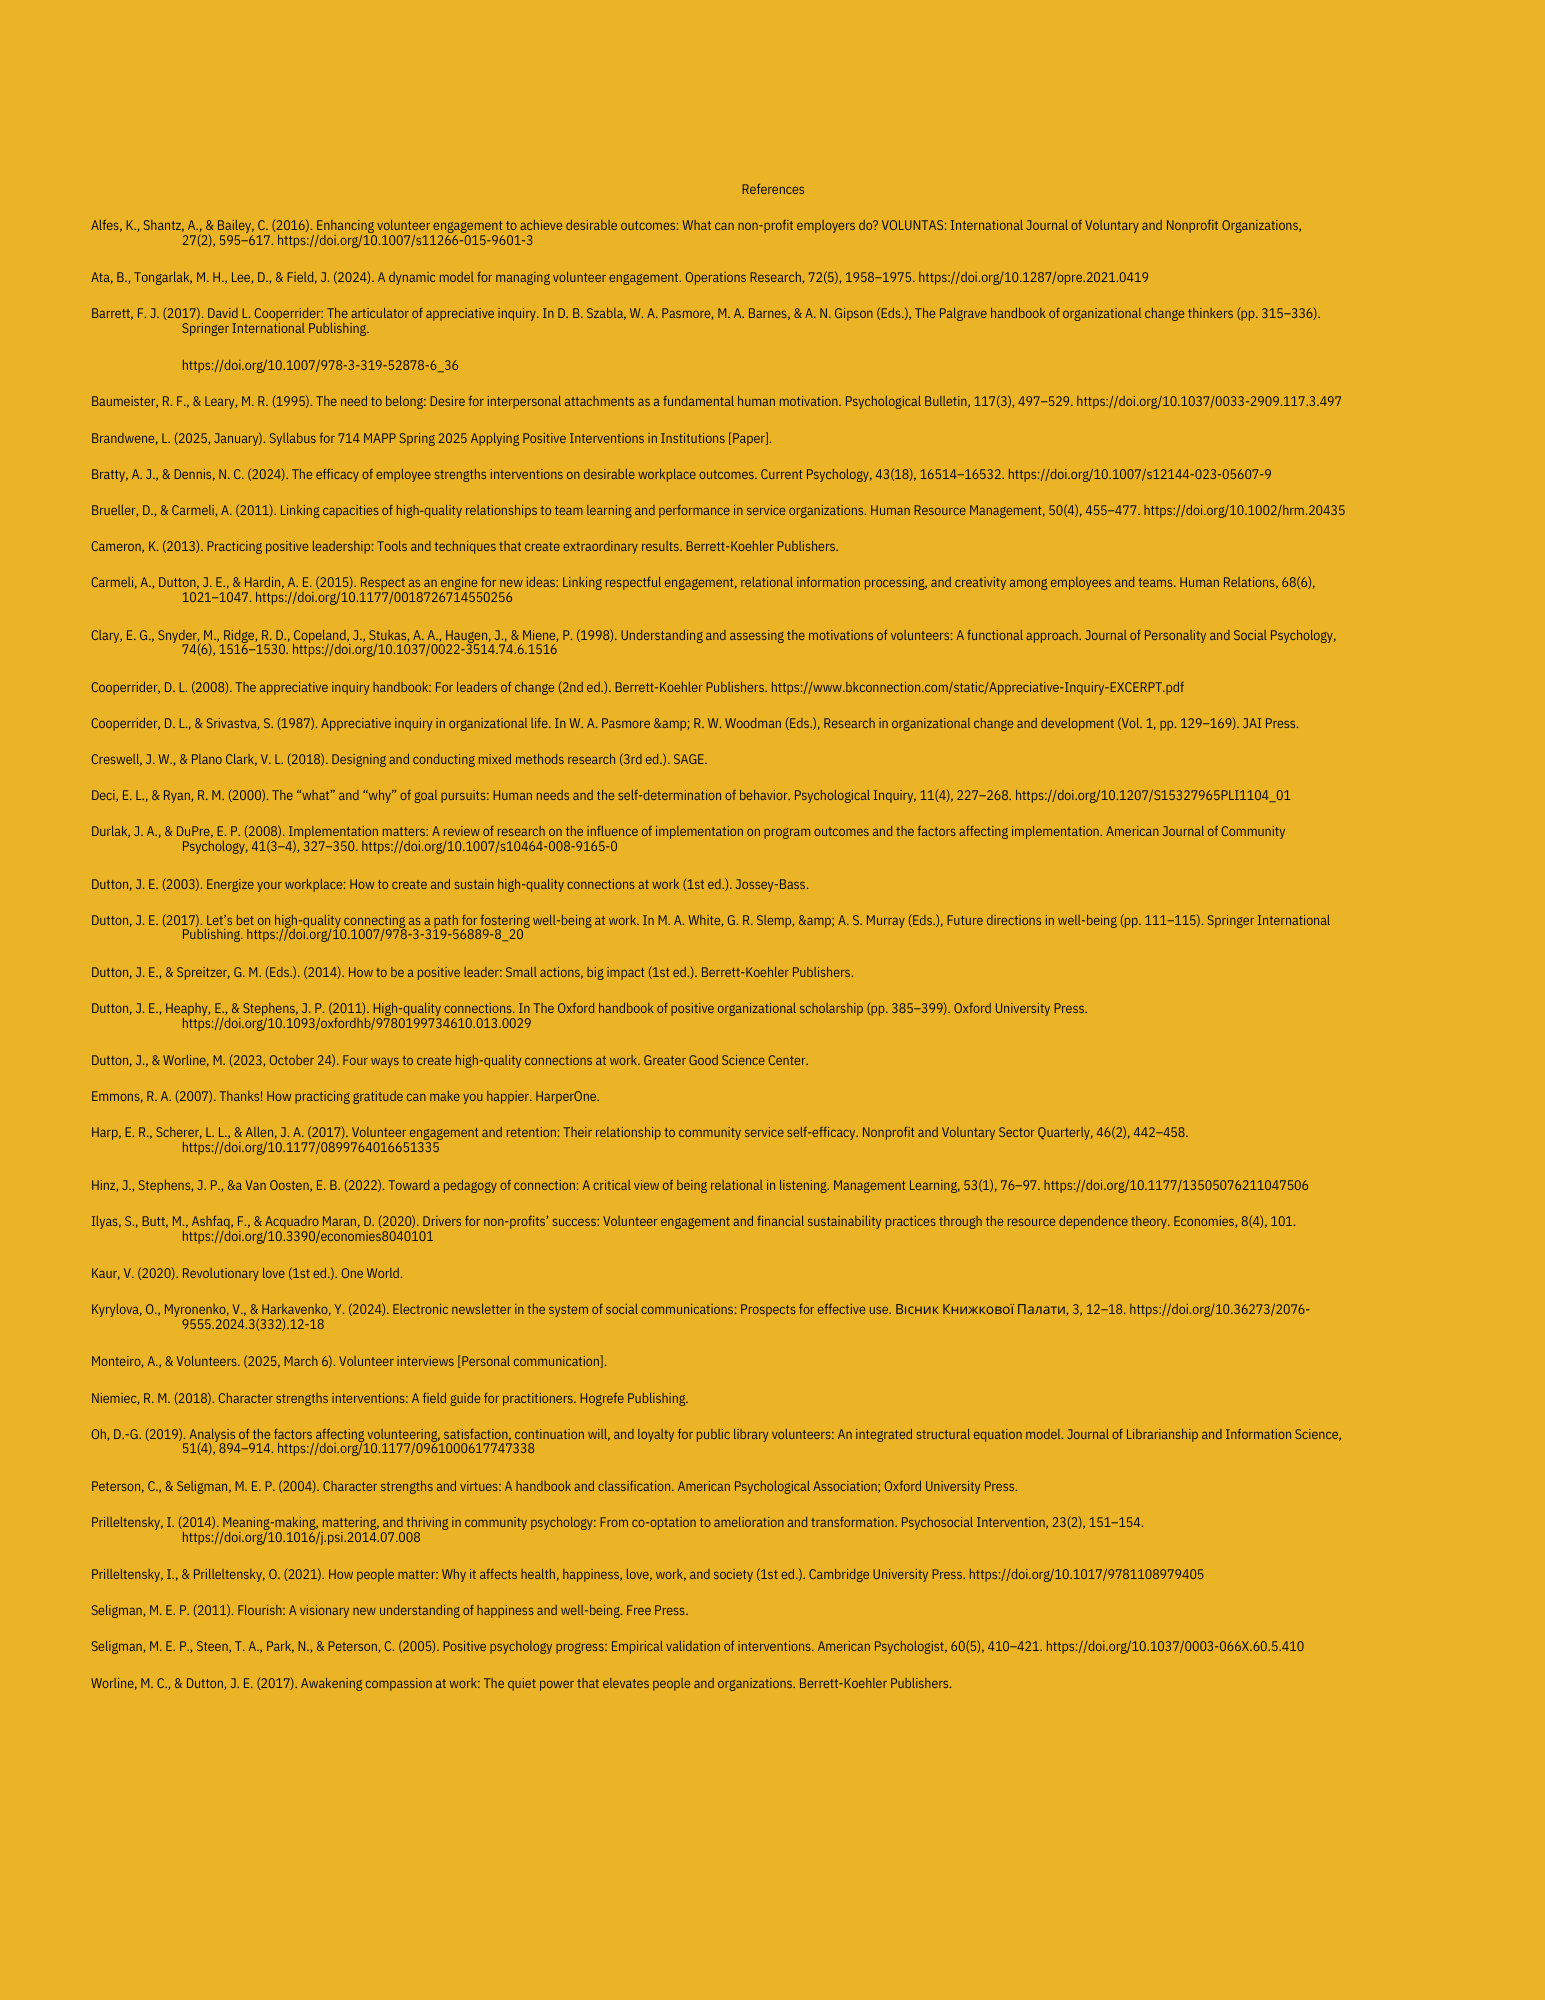 References
Alfes, K., Shantz, A., & Bailey, C. (2016). Enhancing volunteer engagement to achieve desirable outcomes: What can non-profit employers do? VOLUNTAS: International Journal of Voluntary and Nonprofit Organizations,
27(2), 595–617. https://doi.org/10.1007/s11266-015-9601-3
Ata, B., Tongarlak, M. H., Lee, D., & Field, J. (2024). A dynamic model for managing volunteer engagement. Operations Research, 72(5), 1958–1975. https://doi.org/10.1287/opre.2021.0419
Barrett, F. J. (2017). David L. Cooperrider: The articulator of appreciative inquiry. In D. B. Szabla, W. A. Pasmore, M. A. Barnes, & A. N. Gipson (Eds.), The Palgrave handbook of organizational change thinkers (pp. 315–336).
Springer International Publishing.
https://doi.org/10.1007/978-3-319-52878-6_36
Baumeister, R. F., & Leary, M. R. (1995). The need to belong: Desire for interpersonal attachments as a fundamental human motivation. Psychological Bulletin, 117(3), 497–529. https://doi.org/10.1037/0033-2909.117.3.497
Brandwene, L. (2025, January). Syllabus for 714 MAPP Spring 2025 Applying Positive Interventions in Institutions [Paper].
Bratty, A. J., & Dennis, N. C. (2024). The efficacy of employee strengths interventions on desirable workplace outcomes. Current Psychology, 43(18), 16514–16532. https://doi.org/10.1007/s12144-023-05607-9
Brueller, D., & Carmeli, A. (2011). Linking capacities of high-quality relationships to team learning and performance in service organizations. Human Resource Management, 50(4), 455–477. https://doi.org/10.1002/hrm.20435
Cameron, K. (2013). Practicing positive leadership: Tools and techniques that create extraordinary results. Berrett-Koehler Publishers.
Carmeli, A., Dutton, J. E., & Hardin, A. E. (2015). Respect as an engine for new ideas: Linking respectful engagement, relational information processing, and creativity among employees and teams. Human Relations, 68(6),
1021–1047. https://doi.org/10.1177/0018726714550256
Clary, E. G., Snyder, M., Ridge, R. D., Copeland, J., Stukas, A. A., Haugen, J., & Miene, P. (1998). Understanding and assessing the motivations of volunteers: A functional approach. Journal of Personality and Social Psychology,
74(6), 1516–1530. https://doi.org/10.1037/0022-3514.74.6.1516
Cooperrider, D. L. (2008). The appreciative inquiry handbook: For leaders of change (2nd ed.). Berrett-Koehler Publishers. https://www.bkconnection.com/static/Appreciative-Inquiry-EXCERPT.pdf
Cooperrider, D. L., & Srivastva, S. (1987). Appreciative inquiry in organizational life. In W. A. Pasmore &amp; R. W. Woodman (Eds.), Research in organizational change and development (Vol. 1, pp. 129–169). JAI Press.
Creswell, J. W., & Plano Clark, V. L. (2018). Designing and conducting mixed methods research (3rd ed.). SAGE.
Deci, E. L., & Ryan, R. M. (2000). The “what” and “why” of goal pursuits: Human needs and the self-determination of behavior. Psychological Inquiry, 11(4), 227–268. https://doi.org/10.1207/S15327965PLI1104_01
Durlak, J. A., & DuPre, E. P. (2008). Implementation matters: A review of research on the influence of implementation on program outcomes and the factors affecting implementation. American Journal of Community
Psychology, 41(3–4), 327–350. https://doi.org/10.1007/s10464-008-9165-0
Dutton, J. E. (2003). Energize your workplace: How to create and sustain high-quality connections at work (1st ed.). Jossey-Bass.
Dutton, J. E. (2017). Let’s bet on high-quality connecting as a path for fostering well-being at work. In M. A. White, G. R. Slemp, &amp; A. S. Murray (Eds.), Future directions in well-being (pp. 111–115). Springer International
Publishing. https://doi.org/10.1007/978-3-319-56889-8_20
Dutton, J. E., & Spreitzer, G. M. (Eds.). (2014). How to be a positive leader: Small actions, big impact (1st ed.). Berrett-Koehler Publishers.
Dutton, J. E., Heaphy, E., & Stephens, J. P. (2011). High-quality connections. In The Oxford handbook of positive organizational scholarship (pp. 385–399). Oxford University Press.
https://doi.org/10.1093/oxfordhb/9780199734610.013.0029
Dutton, J., & Worline, M. (2023, October 24). Four ways to create high-quality connections at work. Greater Good Science Center.
Emmons, R. A. (2007). Thanks! How practicing gratitude can make you happier. HarperOne.
Harp, E. R., Scherer, L. L., & Allen, J. A. (2017). Volunteer engagement and retention: Their relationship to community service self-efficacy. Nonprofit and Voluntary Sector Quarterly, 46(2), 442–458.
https://doi.org/10.1177/0899764016651335
Hinz, J., Stephens, J. P., &a Van Oosten, E. B. (2022). Toward a pedagogy of connection: A critical view of being relational in listening. Management Learning, 53(1), 76–97. https://doi.org/10.1177/13505076211047506
Ilyas, S., Butt, M., Ashfaq, F., & Acquadro Maran, D. (2020). Drivers for non-profits’ success: Volunteer engagement and financial sustainability practices through the resource dependence theory. Economies, 8(4), 101.
https://doi.org/10.3390/economies8040101
Kaur, V. (2020). Revolutionary love (1st ed.). One World.
Kyrylova, O., Myronenko, V., & Harkavenko, Y. (2024). Electronic newsletter in the system of social communications: Prospects for effective use. Вісник Книжкової Палати, 3, 12–18. https://doi.org/10.36273/2076-
9555.2024.3(332).12-18
Monteiro, A., & Volunteers. (2025, March 6). Volunteer interviews [Personal communication].
Niemiec, R. M. (2018). Character strengths interventions: A field guide for practitioners. Hogrefe Publishing.
Oh, D.-G. (2019). Analysis of the factors affecting volunteering, satisfaction, continuation will, and loyalty for public library volunteers: An integrated structural equation model. Journal of Librarianship and Information Science,
51(4), 894–914. https://doi.org/10.1177/0961000617747338
Peterson, C., & Seligman, M. E. P. (2004). Character strengths and virtues: A handbook and classification. American Psychological Association; Oxford University Press.
Prilleltensky, I. (2014). Meaning-making, mattering, and thriving in community psychology: From co-optation to amelioration and transformation. Psychosocial Intervention, 23(2), 151–154.
https://doi.org/10.1016/j.psi.2014.07.008
Prilleltensky, I., & Prilleltensky, O. (2021). How people matter: Why it affects health, happiness, love, work, and society (1st ed.). Cambridge University Press. https://doi.org/10.1017/9781108979405
Seligman, M. E. P. (2011). Flourish: A visionary new understanding of happiness and well-being. Free Press.
Seligman, M. E. P., Steen, T. A., Park, N., & Peterson, C. (2005). Positive psychology progress: Empirical validation of interventions. American Psychologist, 60(5), 410–421. https://doi.org/10.1037/0003-066X.60.5.410
Worline, M. C., & Dutton, J. E. (2017). Awakening compassion at work: The quiet power that elevates people and organizations. Berrett-Koehler Publishers.